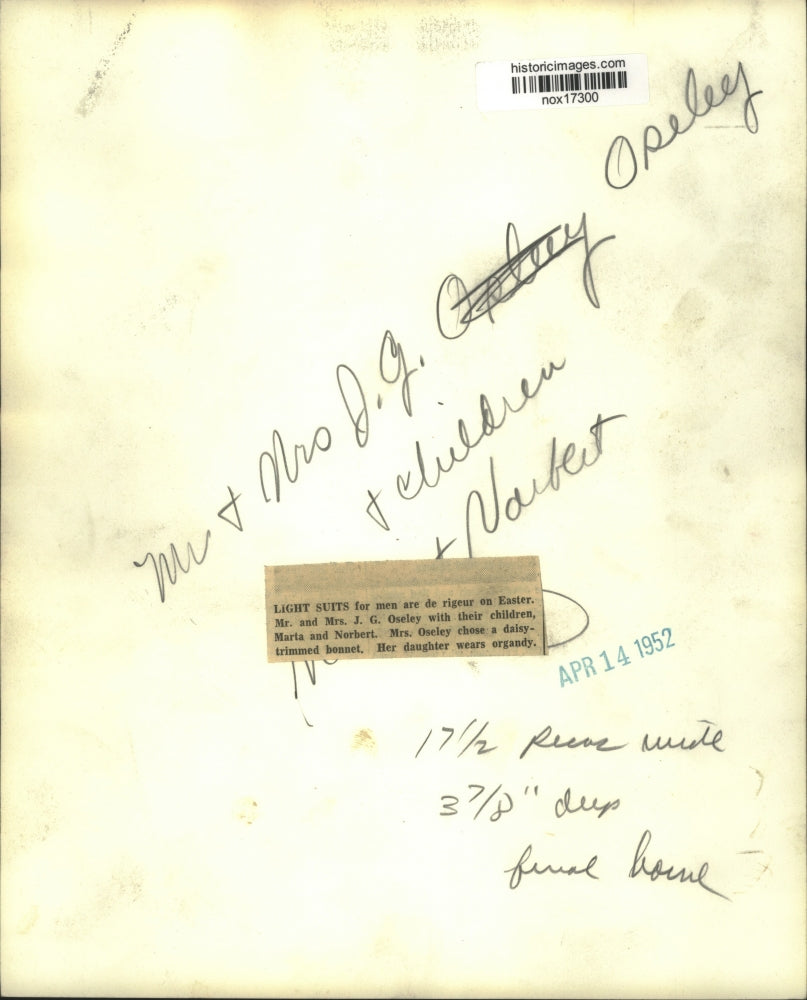 historicimages.com
nox17300
Oseley
Mr + Mrs J. G.
+ children
+ Norbert
LIGHT SUITS for men are de rigeur on Easter.
Mr. and Mrs. J. G. Oseley with their children,
Marta and Norbert. Mrs. Oseley chose a daisy-
trimmed bonnet. Her daughter wears organdy.
APR 14 1952
17 1/2 picas wide
3 7/8" deep
final home